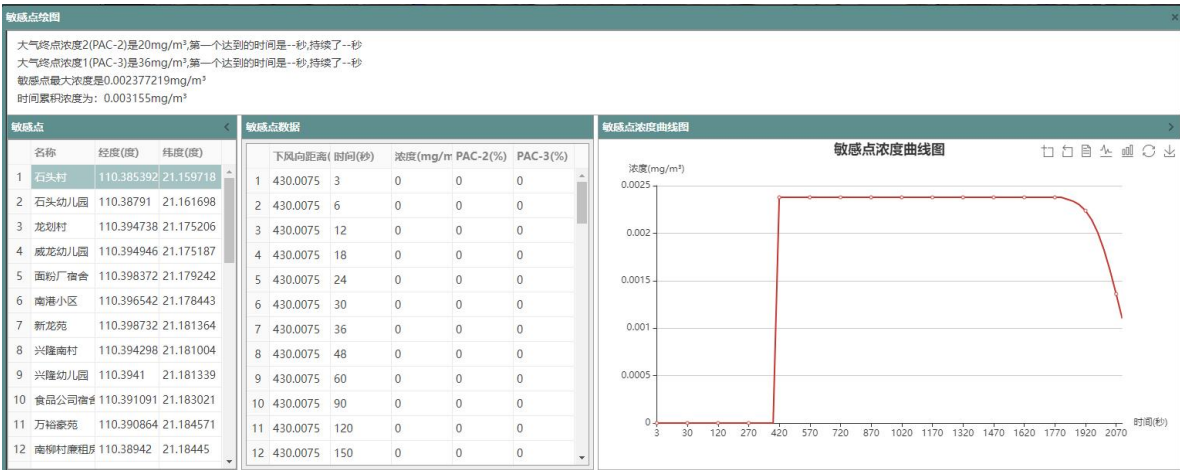 敏感点绘图
大气终点浓度2(PAC-2)是20mg/m³,第一个达到的时间是--秒,持续了--秒
大气终点浓度1(PAC-3)是36mg/m³,第一个达到的时间是--秒,持续了--秒
敏感点最大浓度是0.002377219mg/m³
时间累积浓度为：0.003155mg/m³
敏感点
名称 经度(度) 纬度(度)
1 石头村 110.385392 21.159718
2 石头幼儿园 110.38791 21.161698
3 龙划村 110.394738 21.175206
4 威龙幼儿园 110.394946 21.175187
5 面粉厂宿舍 110.398372 21.179242
6 南港小区 110.396542 21.178443
7 新龙苑 110.398732 21.181364
8 兴隆南村 110.394298 21.181004
9 兴隆幼儿园 110.3941 21.181339
10 食品公司宿舍 110.391091 21.183021
11 万裕豪苑 110.390864 21.184571
12 南柳村廉租房 110.38942 21.18445
敏感点数据
下风向距离( 时间(秒) 浓度(mg/m PAC-2(%) PAC-3(%)
1 430.0075 3 0 0 0
2 430.0075 6 0 0 0
3 430.0075 12 0 0 0
4 430.0075 18 0 0 0
5 430.0075 24 0 0 0
6 430.0075 30 0 0 0
7 430.0075 36 0 0 0
8 430.0075 48 0 0 0
9 430.0075 60 0 0 0
10 430.0075 90 0 0 0
11 430.0075 120 0 0 0
12 430.0075 150 0 0 0
敏感点浓度曲线图
敏感点浓度曲线图
浓度(mg/m³)
0.0025
0.002
0.0015
0.001
0.0005
0
3 30 120 270 420 570 720 870 1020 1170 1320 1470 1620 1770 1920 2070
时间(秒)